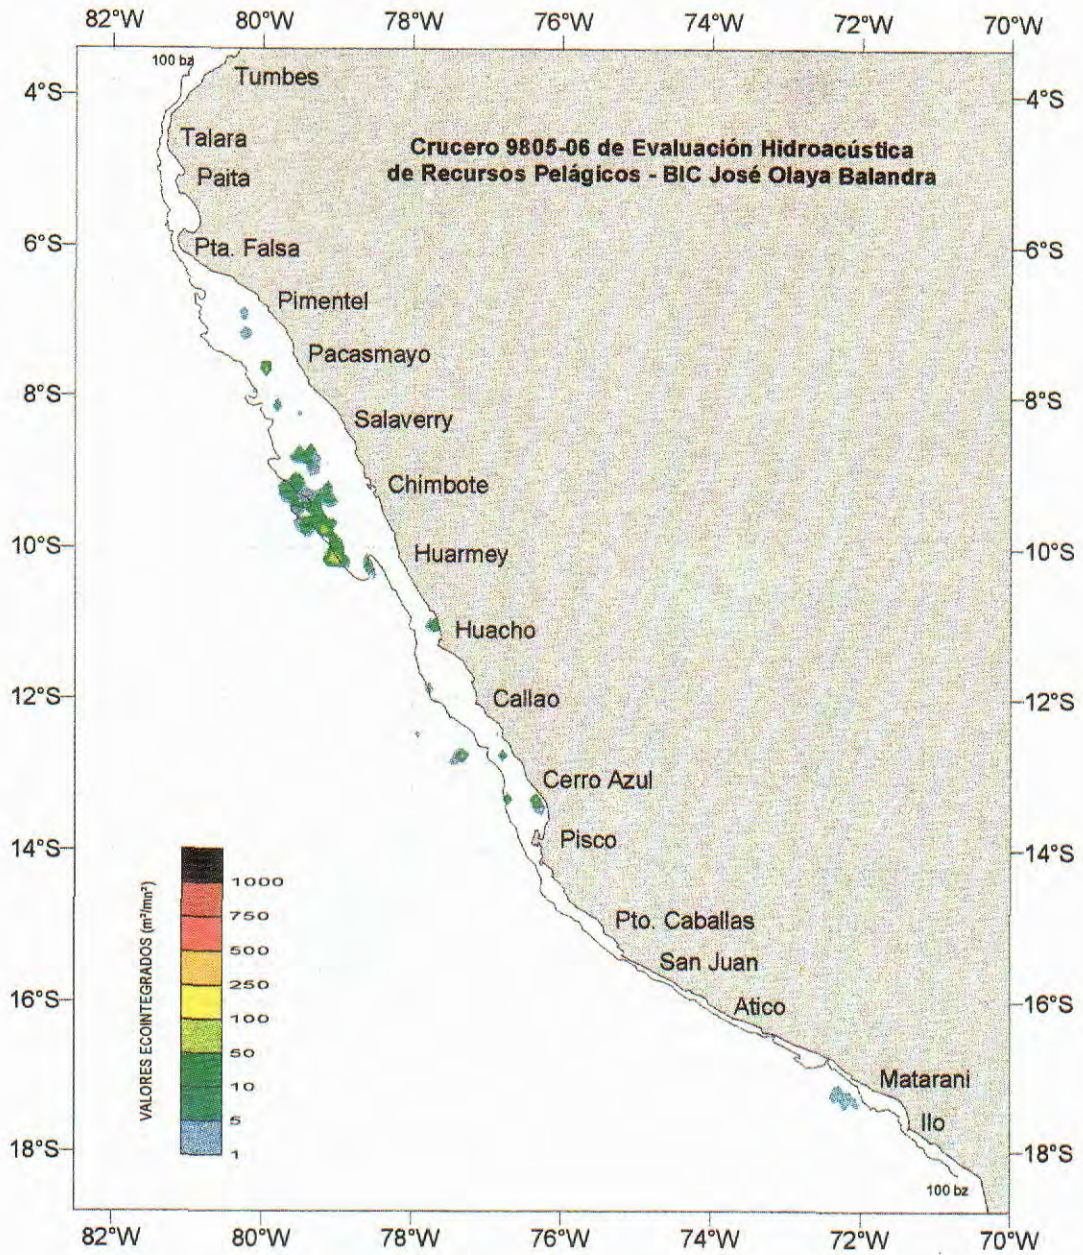 82°W 80°W 78°W 76°W 74°W 72°W 70°W
100 bz
Tumbes
4°S 4°S
Talara
Crucero 9805-06 de Evaluación Hidroacústica
de Recursos Pelágicos - BIC José Olaya Balandra
Paita
6°S Pta. Falsa 6°S
Pimentel
Pacasmayo
8°S 8°S
Salaverry
Chimbote
10°S Huarmey 10°S
Huacho
12°S Callao 12°S
Cerro Azul
14°S Pisco 14°S
VALORES ECOINTEGRADOS (m²/mn²)
1000
750
500
250
100
50
10
5
1
Pto. Caballas
San Juan
16°S Atico 16°S
Matarani
Ilo
18°S 18°S
100 bz
82°W 80°W 78°W 76°W 74°W 72°W 70°W